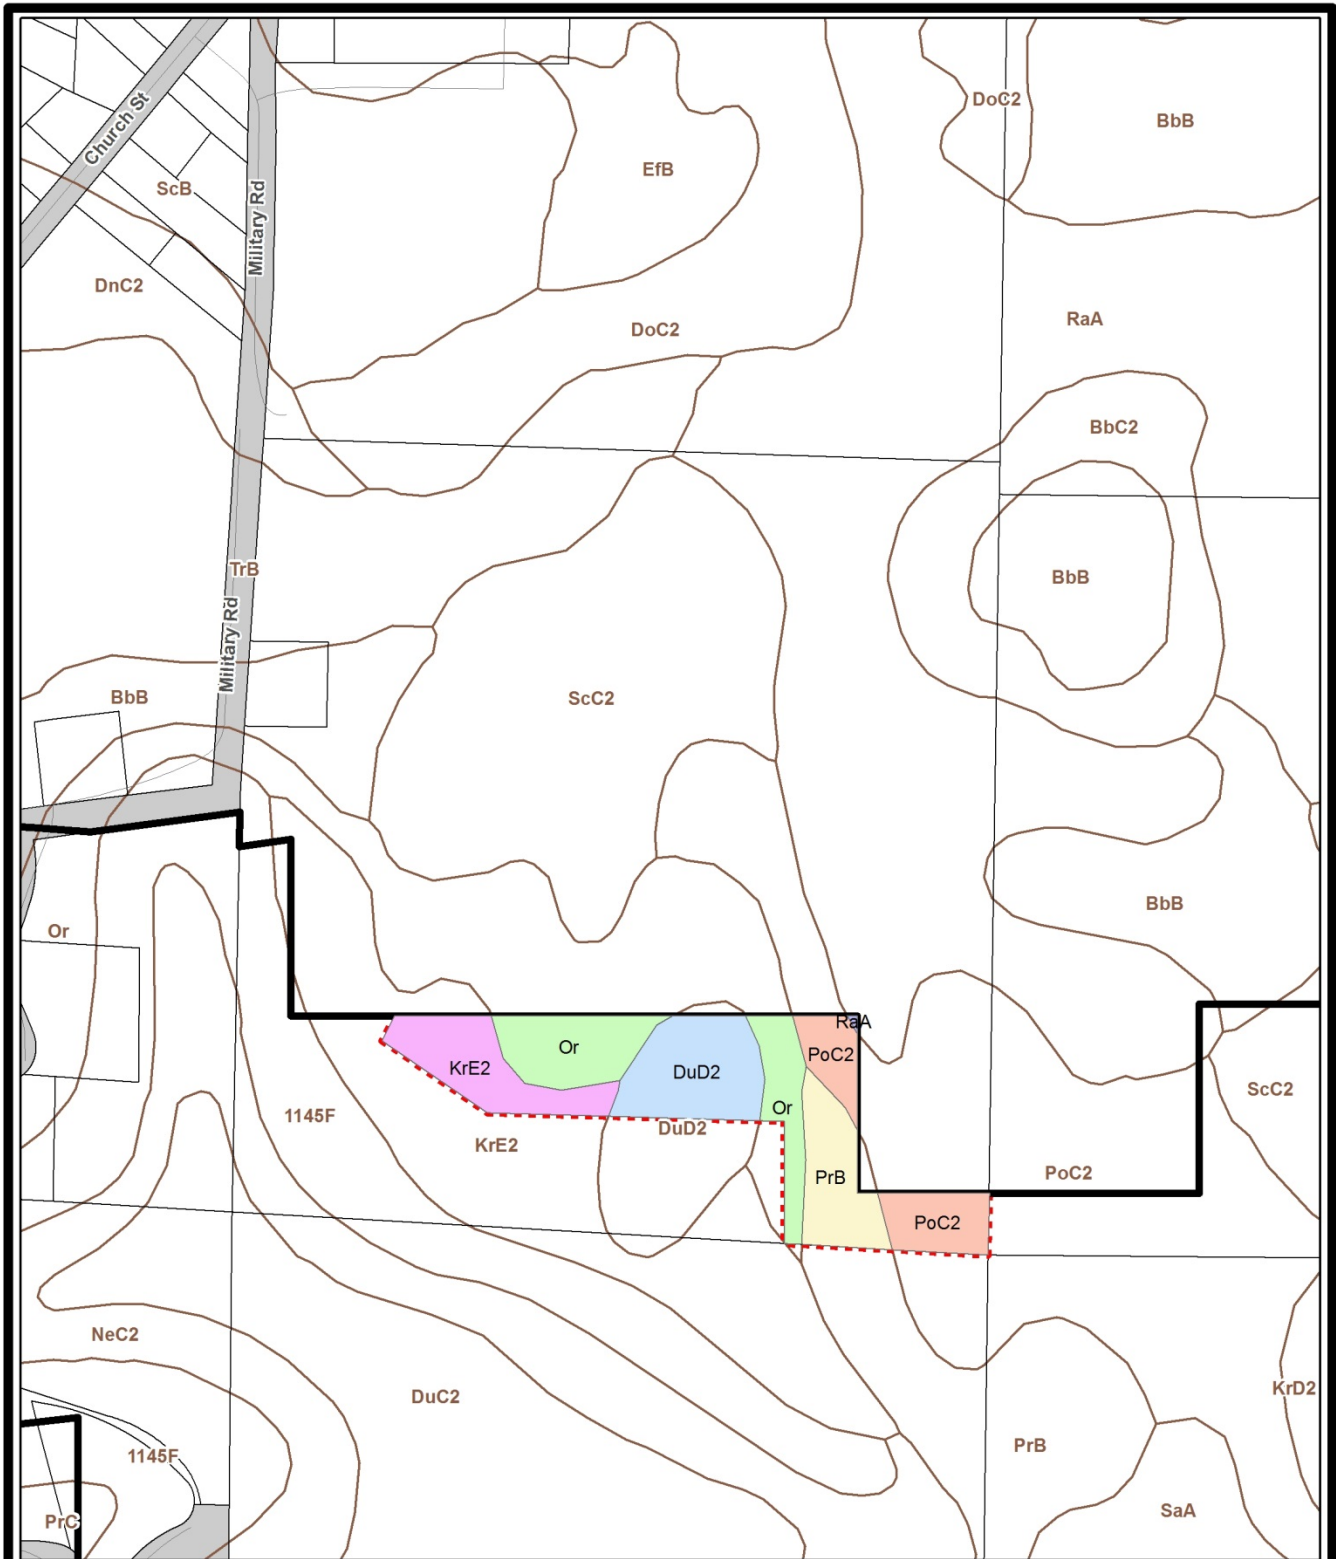 DoC2
BbB
Church St
EfB
ScB
Military Rd
DnC2
RaA
DoC2
BbC2
TrB
BbB
Military Rd
BbB
ScC2
BbB
Or
RaA
Or
PoC2
KrE2
DuD2
ScC2
Or
1145F
DuD2
KrE2
PoC2
PrB
PoC2
NeC2
KrD2
DuC2
PrB
1145F
SaA
PrC